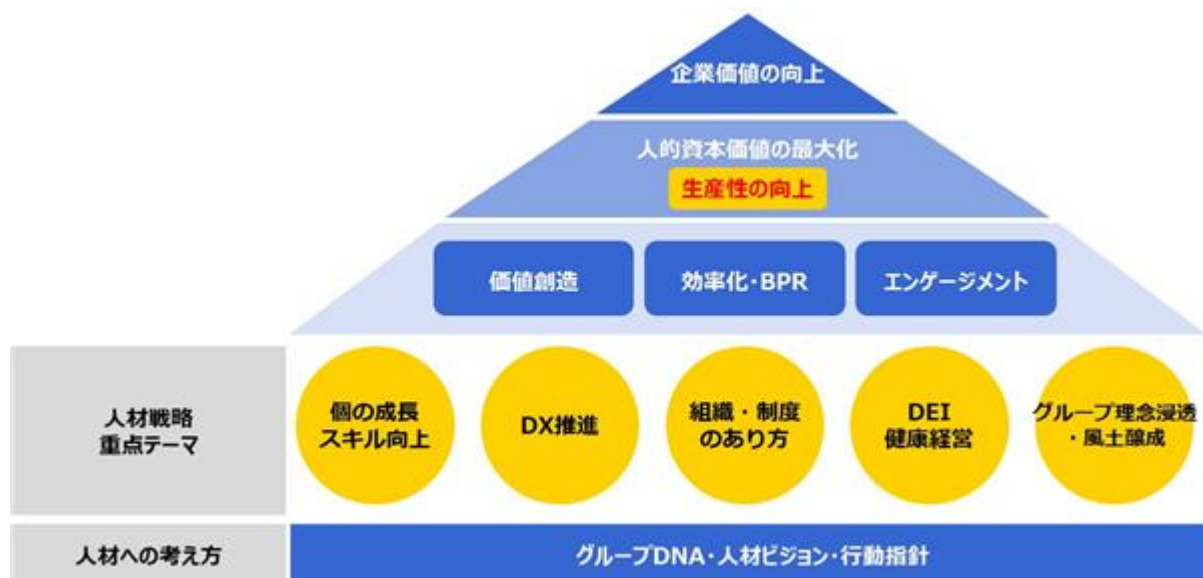 企業価値の向上
人的資本価値の最大化
生産性の向上
価値創造
効率化・BPR
エンゲージメント
人材戦略
重点テーマ
個の成長
スキル向上
DX推進
組織・制度
のあり方
DEI
健康経営
グループ理念浸透
・風土醸成
人材への考え方
グループDNA・人材ビジョン・行動指針